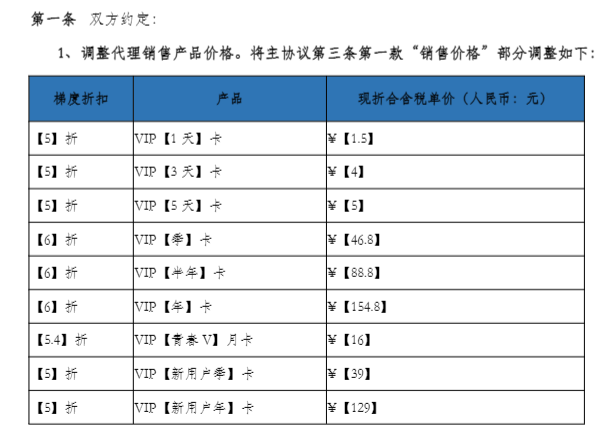 第一条 双方约定:
1、调整代理销售产品价格。将主协议第三条第一款“销售价格”部分调整如下:
梯度折扣 产品 现折合含税单价（人民币：元）
【5】折 VIP【1天】卡 ¥【1.5】
【5】折 VIP【3天】卡 ¥【4】
【5】折 VIP【5天】卡 ¥【5】
【6】折 VIP【季】卡 ¥【46.8】
【6】折 VIP【半年】卡 ¥【88.8】
【6】折 VIP【年】卡 ¥【154.8】
【5.4】折 VIP【青春V】月卡 ¥【16】
【5】折 VIP【新用户季】卡 ¥【39】
【5】折 VIP【新用户年】卡 ¥【129】